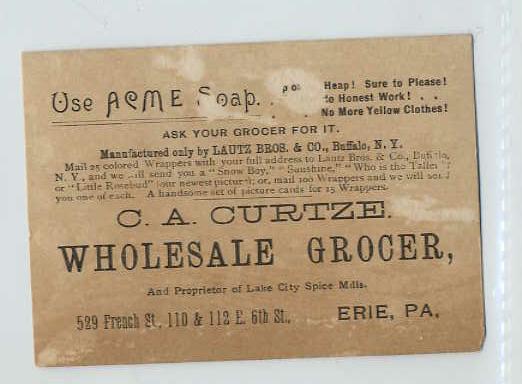 Use ACME Soap.
Heap! Sure to Please!
to Honest Work! . .
No More Yellow Clothes!
ASK YOUR GROCER FOR IT.
Manufactured only by LAUTZ BROS. & CO., Buffalo, N. Y.
Mail 25 colored Wrappers with your full address to Lautz Bros. & Co., Buffalo,
N. Y., and we will send you a "Snow Boy," "Sunshine," "Who is the Taller?"
or "Little Rosebud" (our newest picture); or, mail 100 Wrappers and we will send
you one of each. A handsome set of picture cards for 15 Wrappers.
C. A. CURTZE.
WHOLESALE GROCER,
And Proprietor of Lake City Spice Mills.
529 French St., 110 & 112 E. 6th St., ERIE, PA.